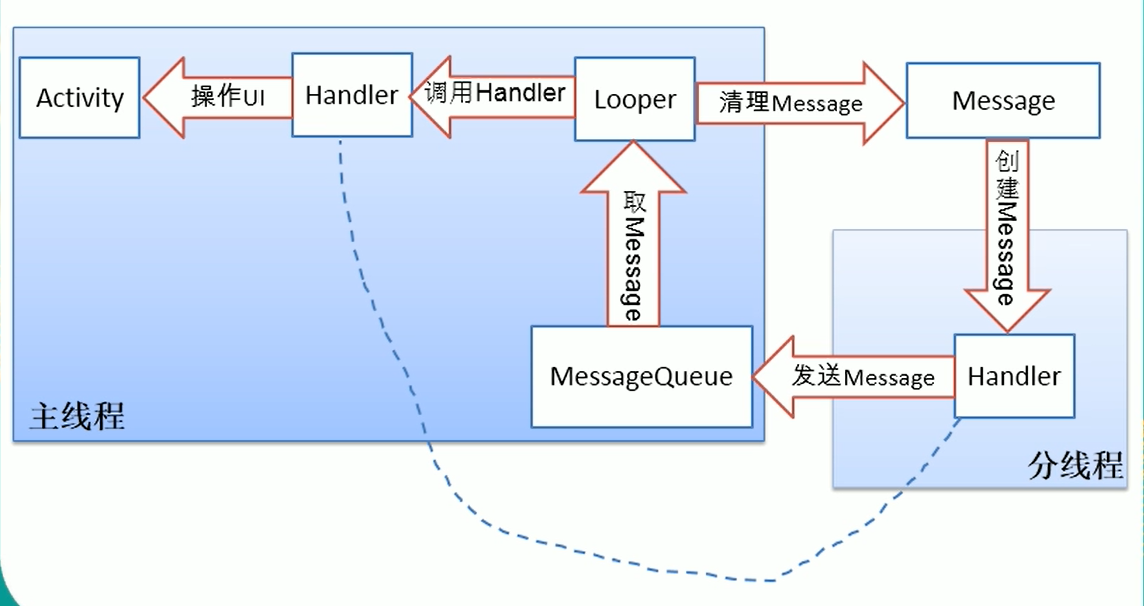 Activity
操作UI
Handler
调用Handler
Looper
清理Message
Message
创建Message
取Message
MessageQueue
发送Message
Handler
主线程
分线程